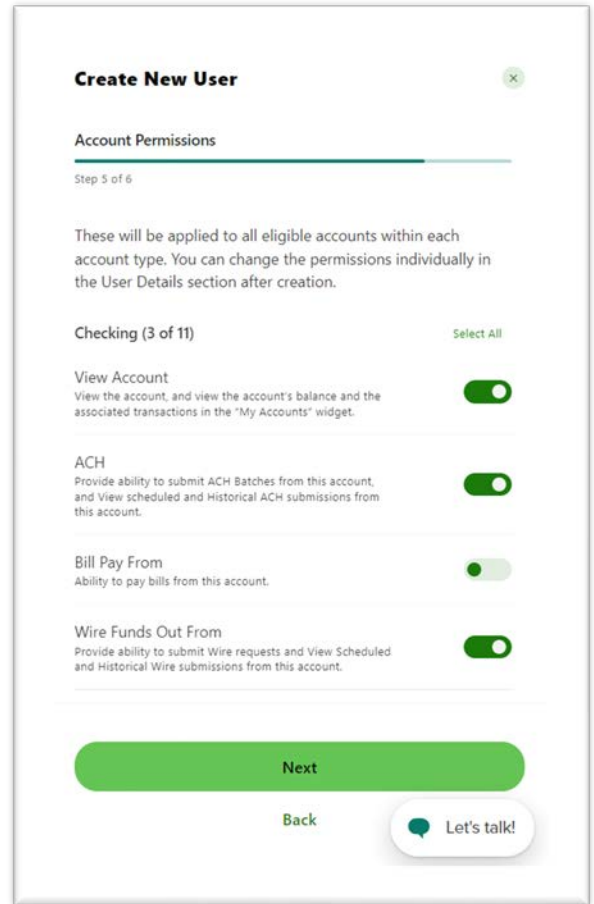 Create New User
Account Permissions
Step 5 of 6
These will be applied to all eligible accounts within each
account type. You can change the permissions individually in
the User Details section after creation.
Checking (3 of 11)
Select All
View Account
View the account, and view the account's balance and the
associated transactions in the "My Accounts" widget.
ACH
Provide ability to submit ACH Batches from this account,
and View scheduled and Historical ACH submissions from
this account.
Bill Pay From
Ability to pay bills from this account.
Wire Funds Out From
Provide ability to submit Wire requests and View Scheduled
and Historical Wire submissions from this account.
Next
Back
Let's talk!